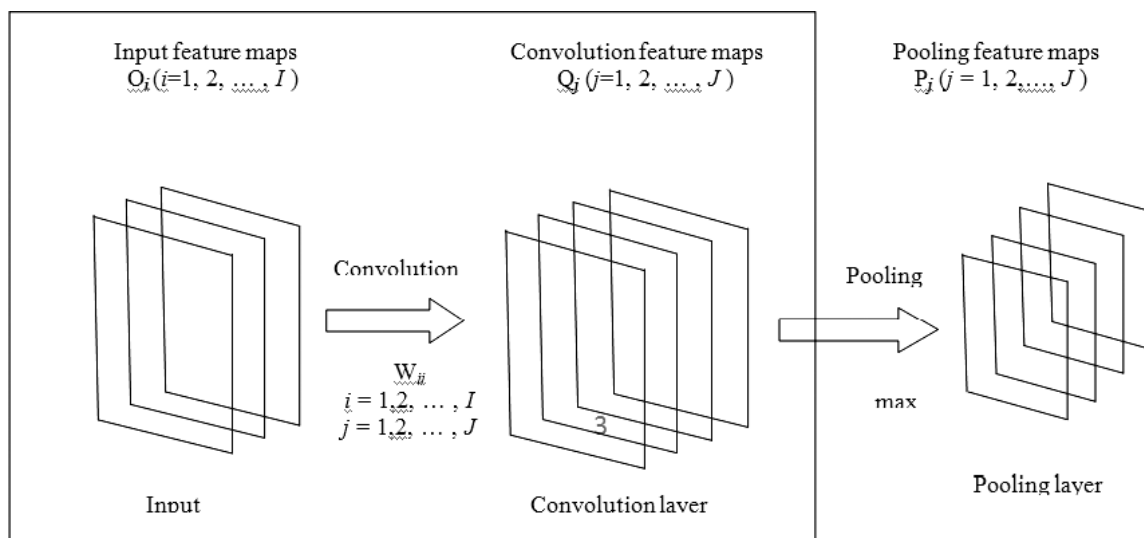 Input feature maps
Oi (i=1, 2, … , I )
Convolution feature maps
Qj (j=1, 2, … , J )
Pooling feature maps
Pj (j = 1, 2,…, J )
Convolution
Wij
i = 1,2, … , I
j = 1,2, … , J
3
Pooling
max
Input
Convolution layer
Pooling layer